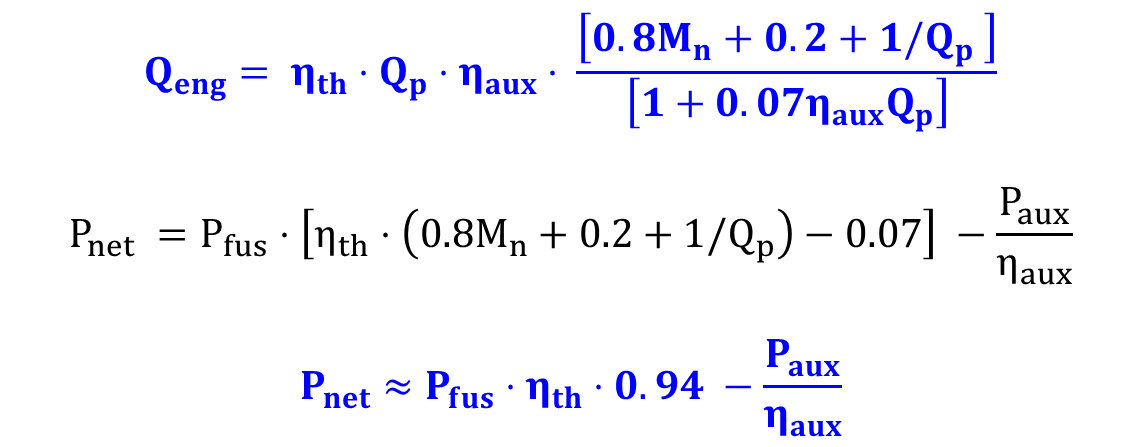 Q_eng = η_th · Q_p · η_aux · [0.8M_n + 0.2 + 1/Q_p] / [1 + 0.07η_aux Q_p]
P_net = P_fus · [η_th · (0.8M_n + 0.2 + 1/Q_p) − 0.07] − P_aux / η_aux
P_net ≈ P_fus · η_th · 0.94 − P_aux / η_aux